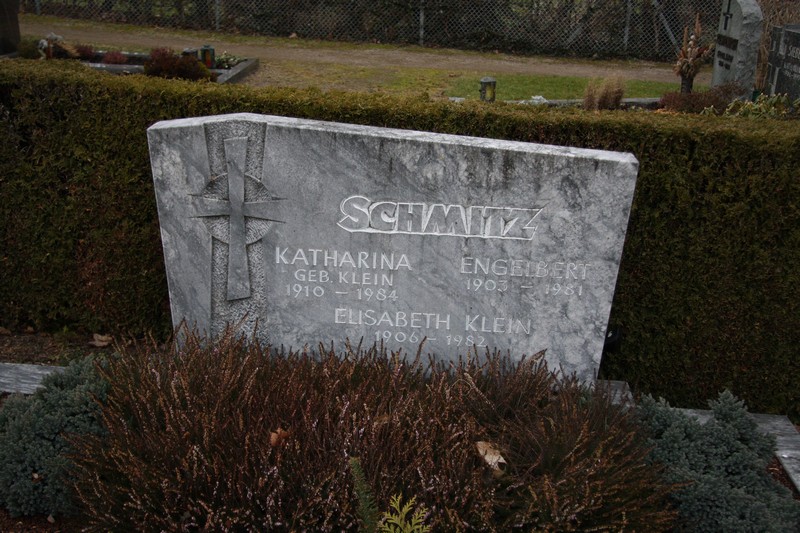 SCHMITZ
KATHARINA
GEB. KLEIN
1910 – 1984
ENGELBERT
1903 – 1981
ELISABETH KLEIN
1906 – 1982